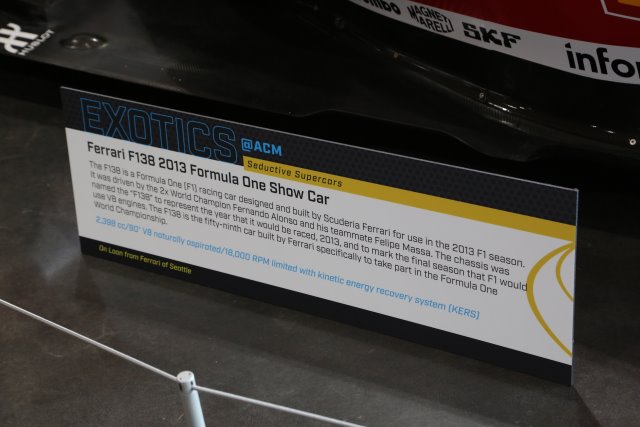 MAGNETI
MARELLI
SKF
infor
EXOTICS @ACM
Seductive Supercars
Ferrari F138 2013 Formula One Show Car
The F138 is a Formula One (F1) racing car designed and built by Scuderia Ferrari for use in the 2013 F1 season.
It was driven by the 2x World Champion Fernando Alonso and his teammate Felipe Massa. The chassis was
named the "F138" to represent the year that it would be raced, 2013, and to mark the final season that F1 would
use V8 engines. The F138 is the fifty-ninth car built by Ferrari specifically to take part in the Formula One
World Championship.
2,398 cc/90° V8 naturally aspirated/18,000 RPM limited with kinetic energy recovery system (KERS)
On Loan from Ferrari of Seattle